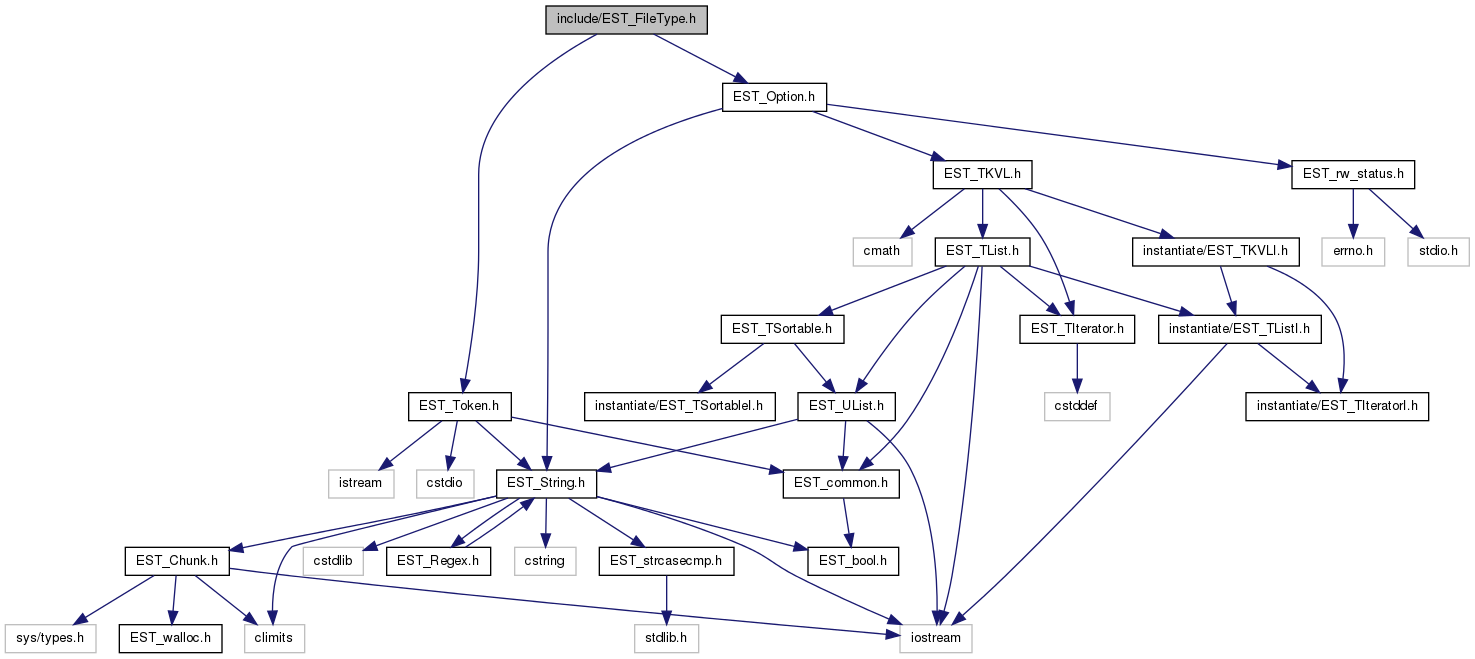 include/EST_FileType.h
EST_Option.h
EST_TKVL.h
EST_rw_status.h
cmath
EST_TList.h
instantiate/EST_TKVLI.h
errno.h
stdio.h
EST_TSortable.h
EST_TIterator.h
instantiate/EST_TListI.h
EST_Token.h
instantiate/EST_TSortableI.h
EST_UList.h
cstddef
instantiate/EST_TIteratorI.h
istream
cstdio
EST_String.h
EST_common.h
EST_Chunk.h
cstdlib
EST_Regex.h
cstring
EST_strcasecmp.h
EST_bool.h
sys/types.h
EST_walloc.h
climits
stdlib.h
iostream